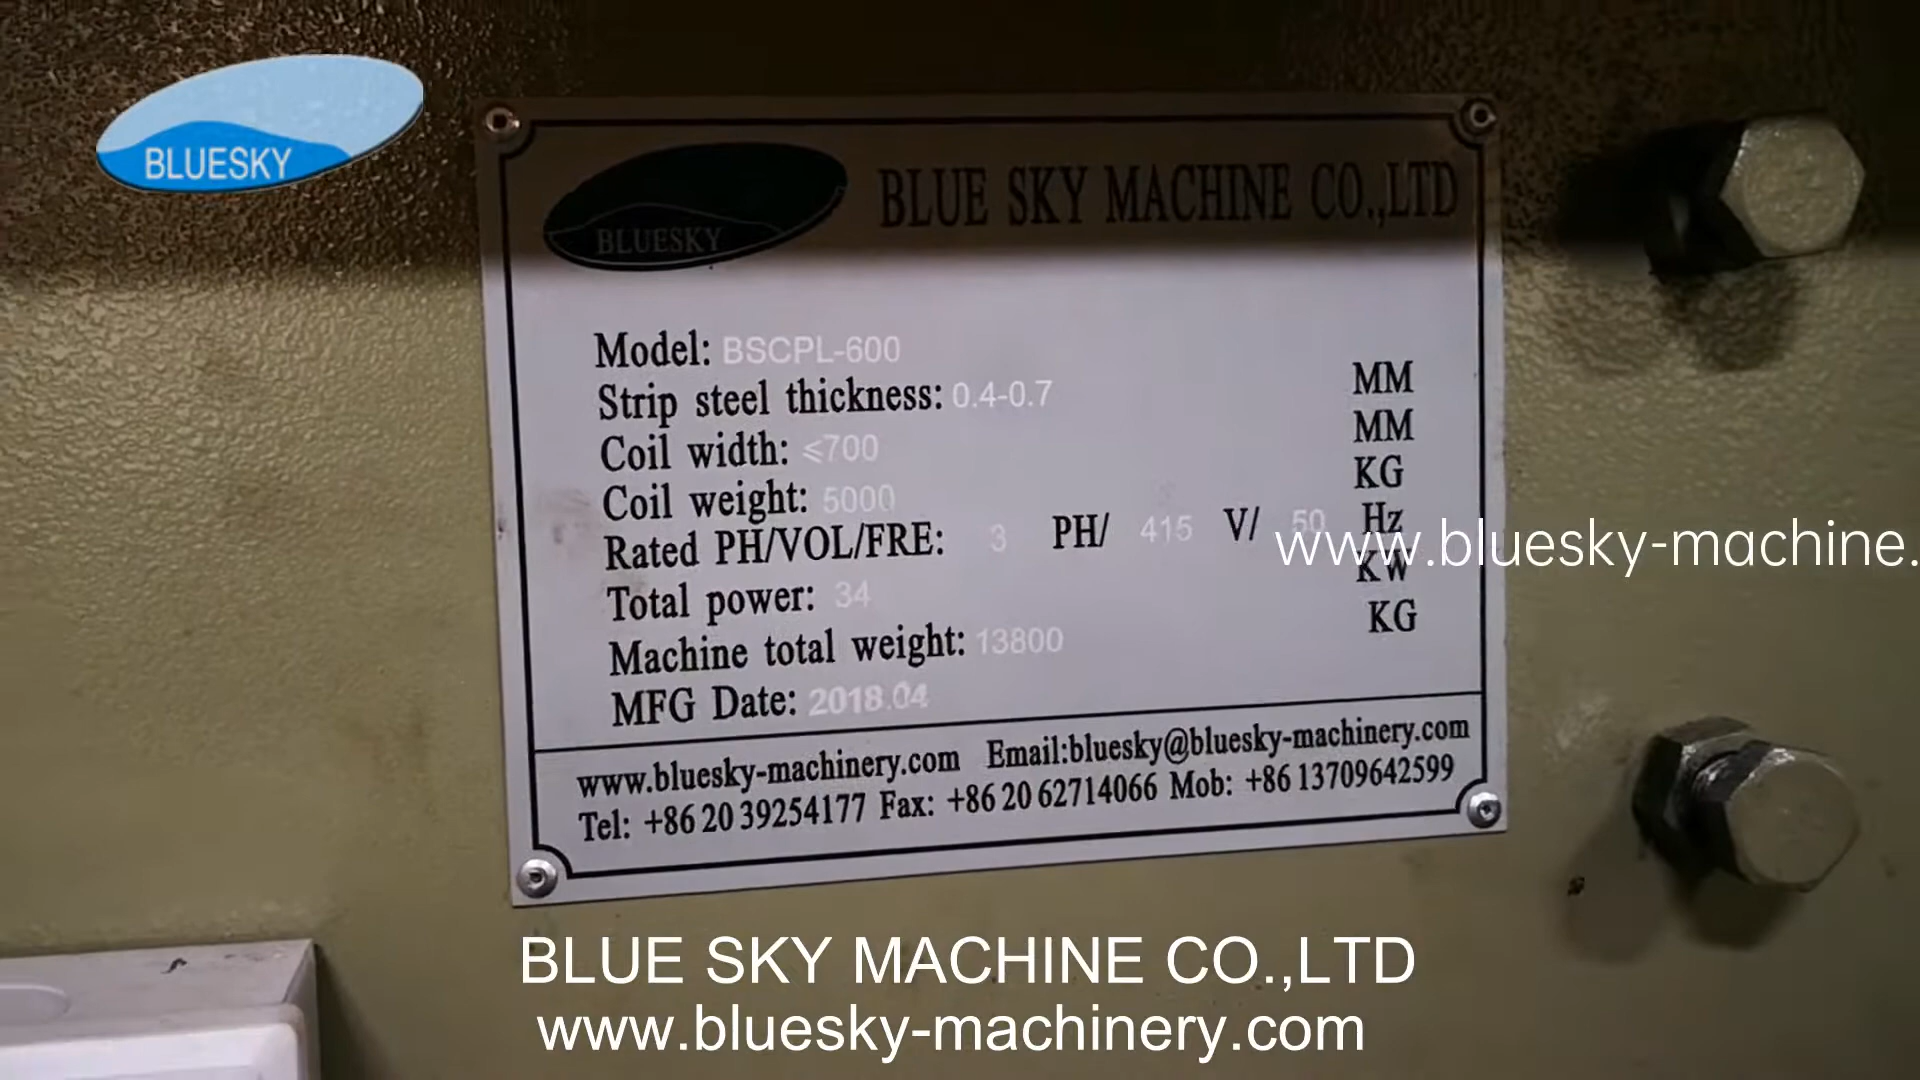 BLUESKY
BLUESKY
BLUE SKY MACHINE CO.,LTD
Model: BSCPL-600
Strip steel thickness: 0.4-0.7 MM
Coil width: ≤700 MM
Coil weight: 5000 KG
Rated PH/VOL/FRE: 3 PH/ 415 V/ 50 Hz
www.bluesky-machine.
Total power: 34 KW
Machine total weight: 13800 KG
MFG Date: 2018.04
www.bluesky-machinery.com Email:bluesky@bluesky-machinery.com
Tel: +86 20 39254177 Fax: +86 20 62714066 Mob: +86 13709642599
BLUE SKY MACHINE CO.,LTD
www.bluesky-machinery.com